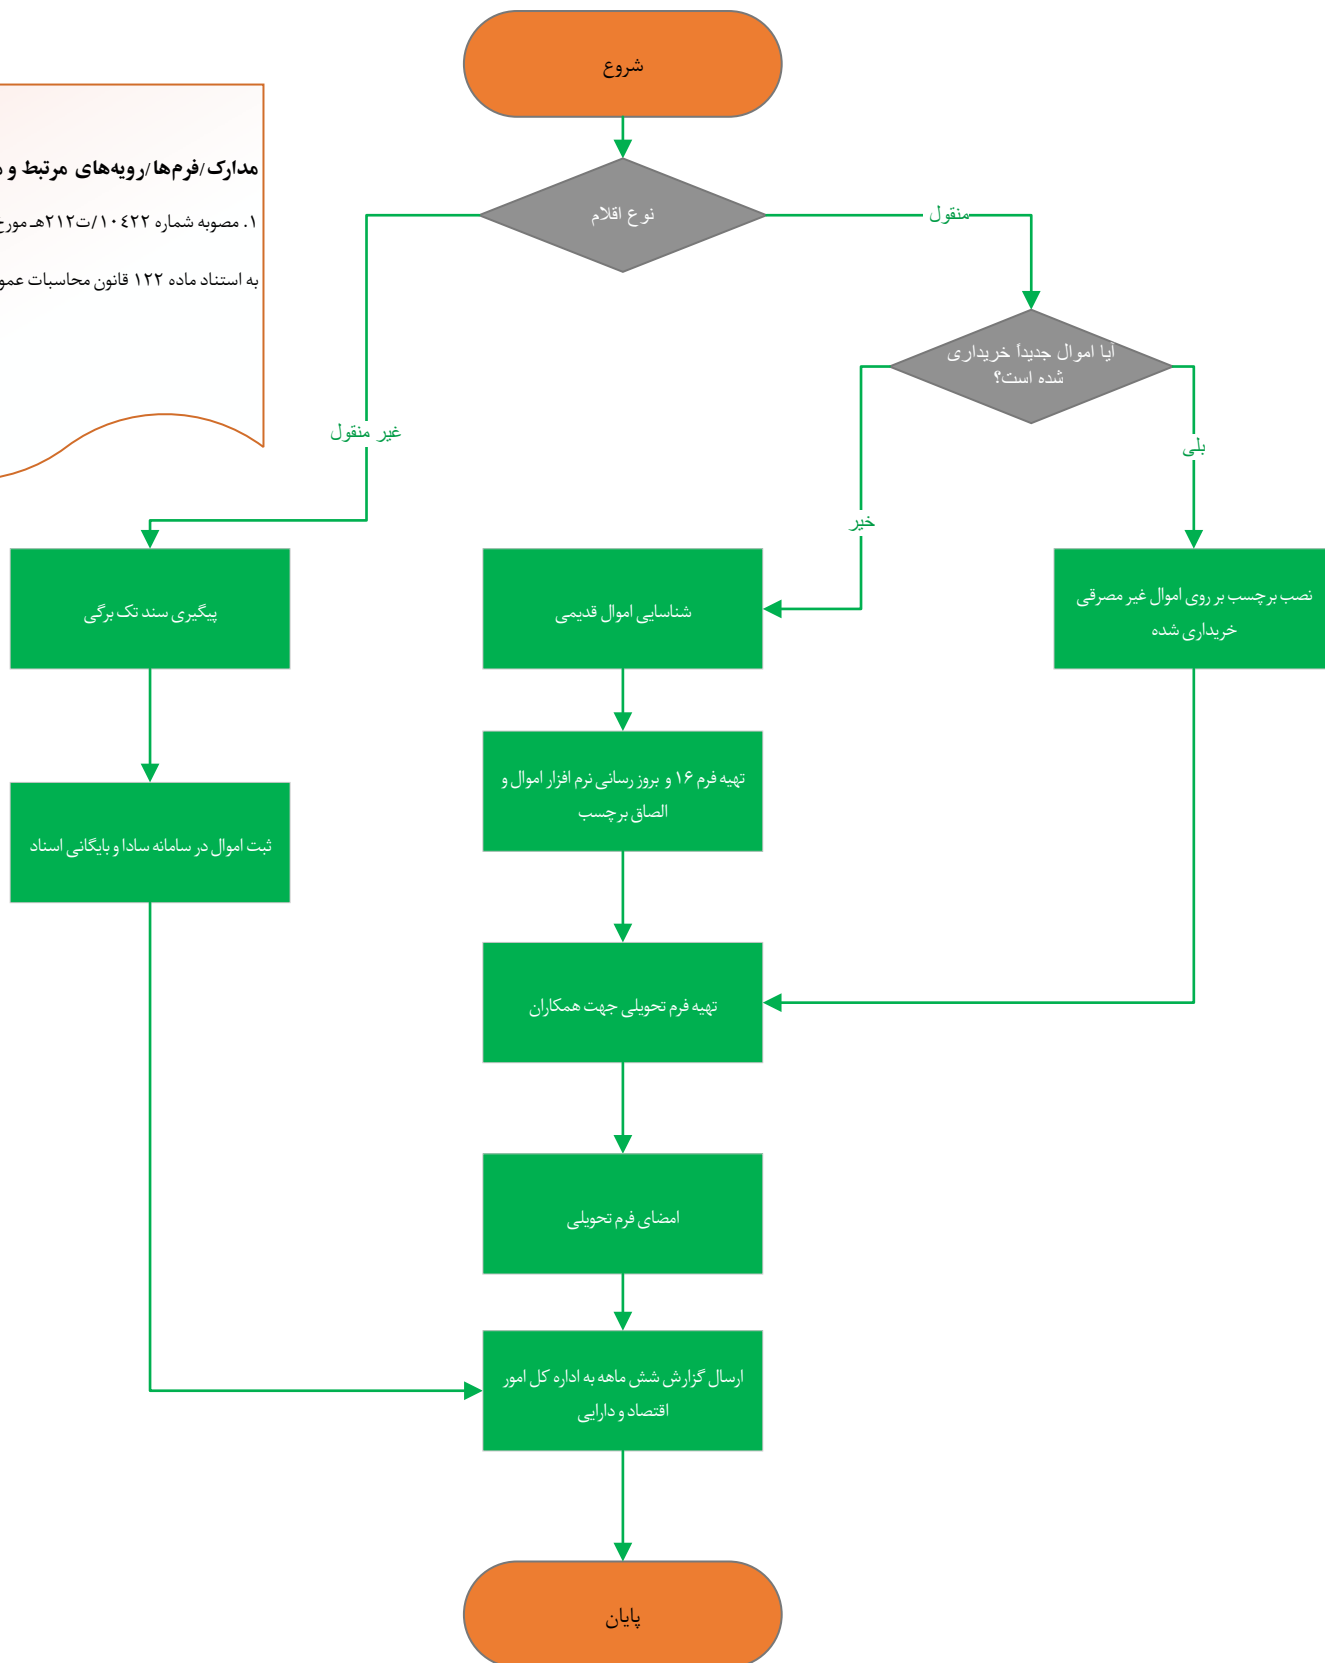 شروع
مدارک/فرم‌ها/رویه‌های مرتبط و
۱. مصوبه شماره ۱۰٤۲۲/ت۲۱۲هـ مورخ
به استناد ماده ۱۲۲ قانون محاسبات
نوع اقلام
منقول
غیر منقول
آیا اموال جدیداً خریداری
شده است؟
بلی
خیر
نصب برچسب بر روی اموال غیر مصرقی
خریداری شده
شناسایی اموال قدیمی
پیگیری سند تک برگی
تهیه فرم ۱۶ و بروز رسانی نرم افزار اموال و
الصاق برچسب
ثبت اموال در سامانه سادا و بایگانی اسناد
تهیه فرم تحویلی جهت همکاران
امضای فرم تحویلی
ارسال گزارش شش ماهه به اداره کل امور
اقتصاد و دارایی
پایان